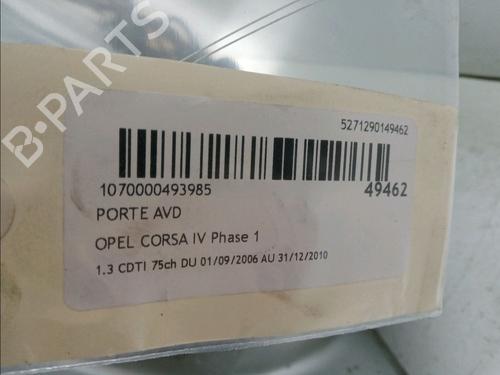 B-PARTS
5271290149462
1070000493985
49462
PORTE AVD
OPEL CORSA IV Phase 1
1.3 CDTI 75ch DU 01/09/2006 AU 31/12/2010